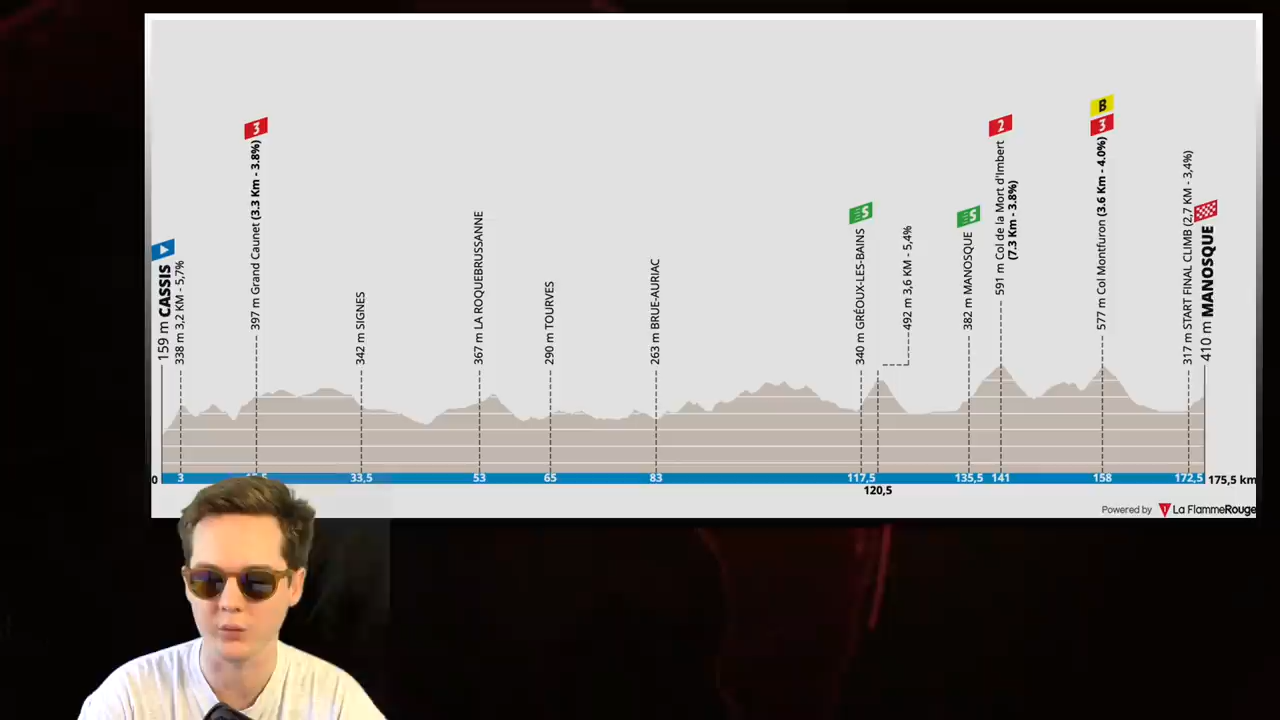 159 m CASSIS
338 m 3,2 KM - 5,7%
3
397 m Grand Caunet (3.3 Km - 3.8%)
342 m SIGNES
367 m LA ROQUEBRUSSANNE
290 m TOURVES
263 m BRUE-AURIAC
S
340 m GRÉOUX-LES-BAINS
492 m 3,6 KM - 5,4%
S
382 m MANOSQUE
2
591 m Col de la Mort d'Imbert
(7.3 Km - 3.8%)
B
3
577 m Col Montfuron (3.6 Km - 4.0%)
317 m START FINAL CLIMB (2,7 KM - 3,4%)
410 m MANOSQUE
0 3 33,5 53 65 83 117,5 135,5 141 158 172,5 175,5 km
120,5
Powered by La FlammeRouge